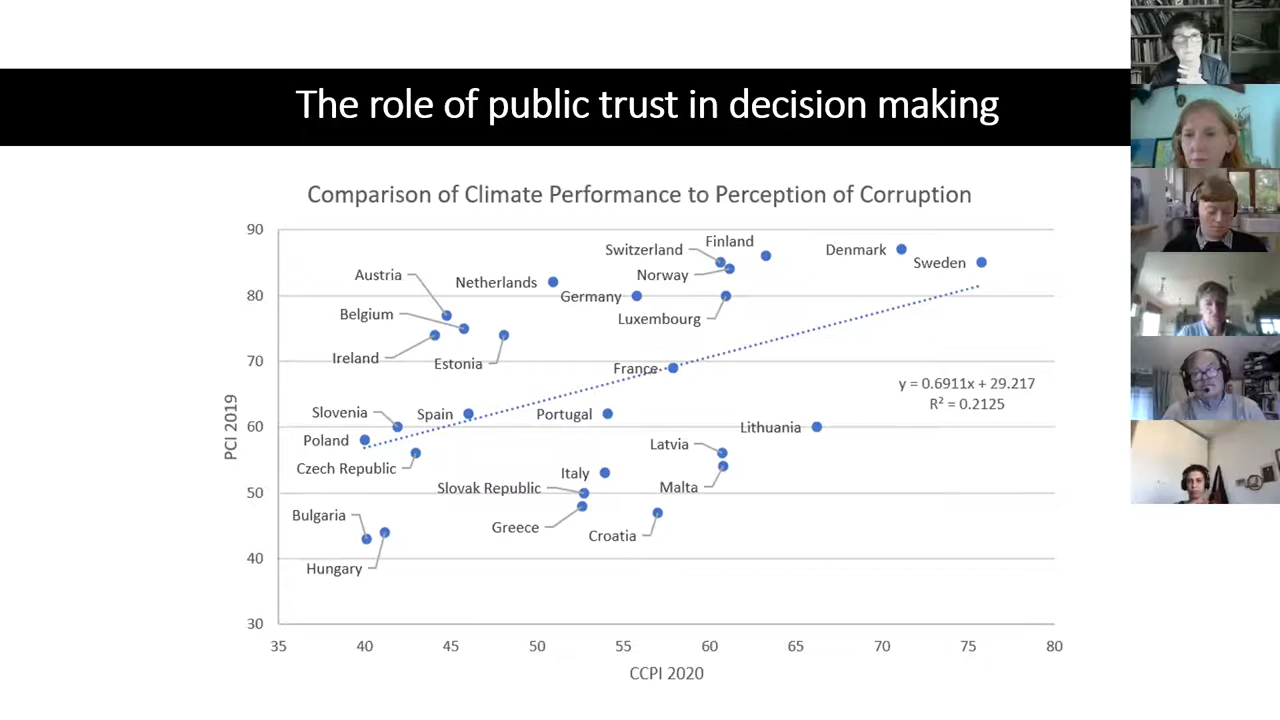 The role of public trust in decision making
Comparison of Climate Performance to Perception of Corruption
90
80
70
60
50
40
30
PCI 2019
Switzerland
Finland
Denmark
Sweden
Norway
Austria
Netherlands
Germany
Luxembourg
Belgium
Ireland
Estonia
France
y = 0.6911x + 29.217
R² = 0.2125
Slovenia
Spain
Portugal
Lithuania
Poland
Latvia
Czech Republic
Italy
Slovak Republic
Malta
Bulgaria
Greece
Croatia
Hungary
35 40 45 50 55 60 65 70 75 80
CCPI 2020